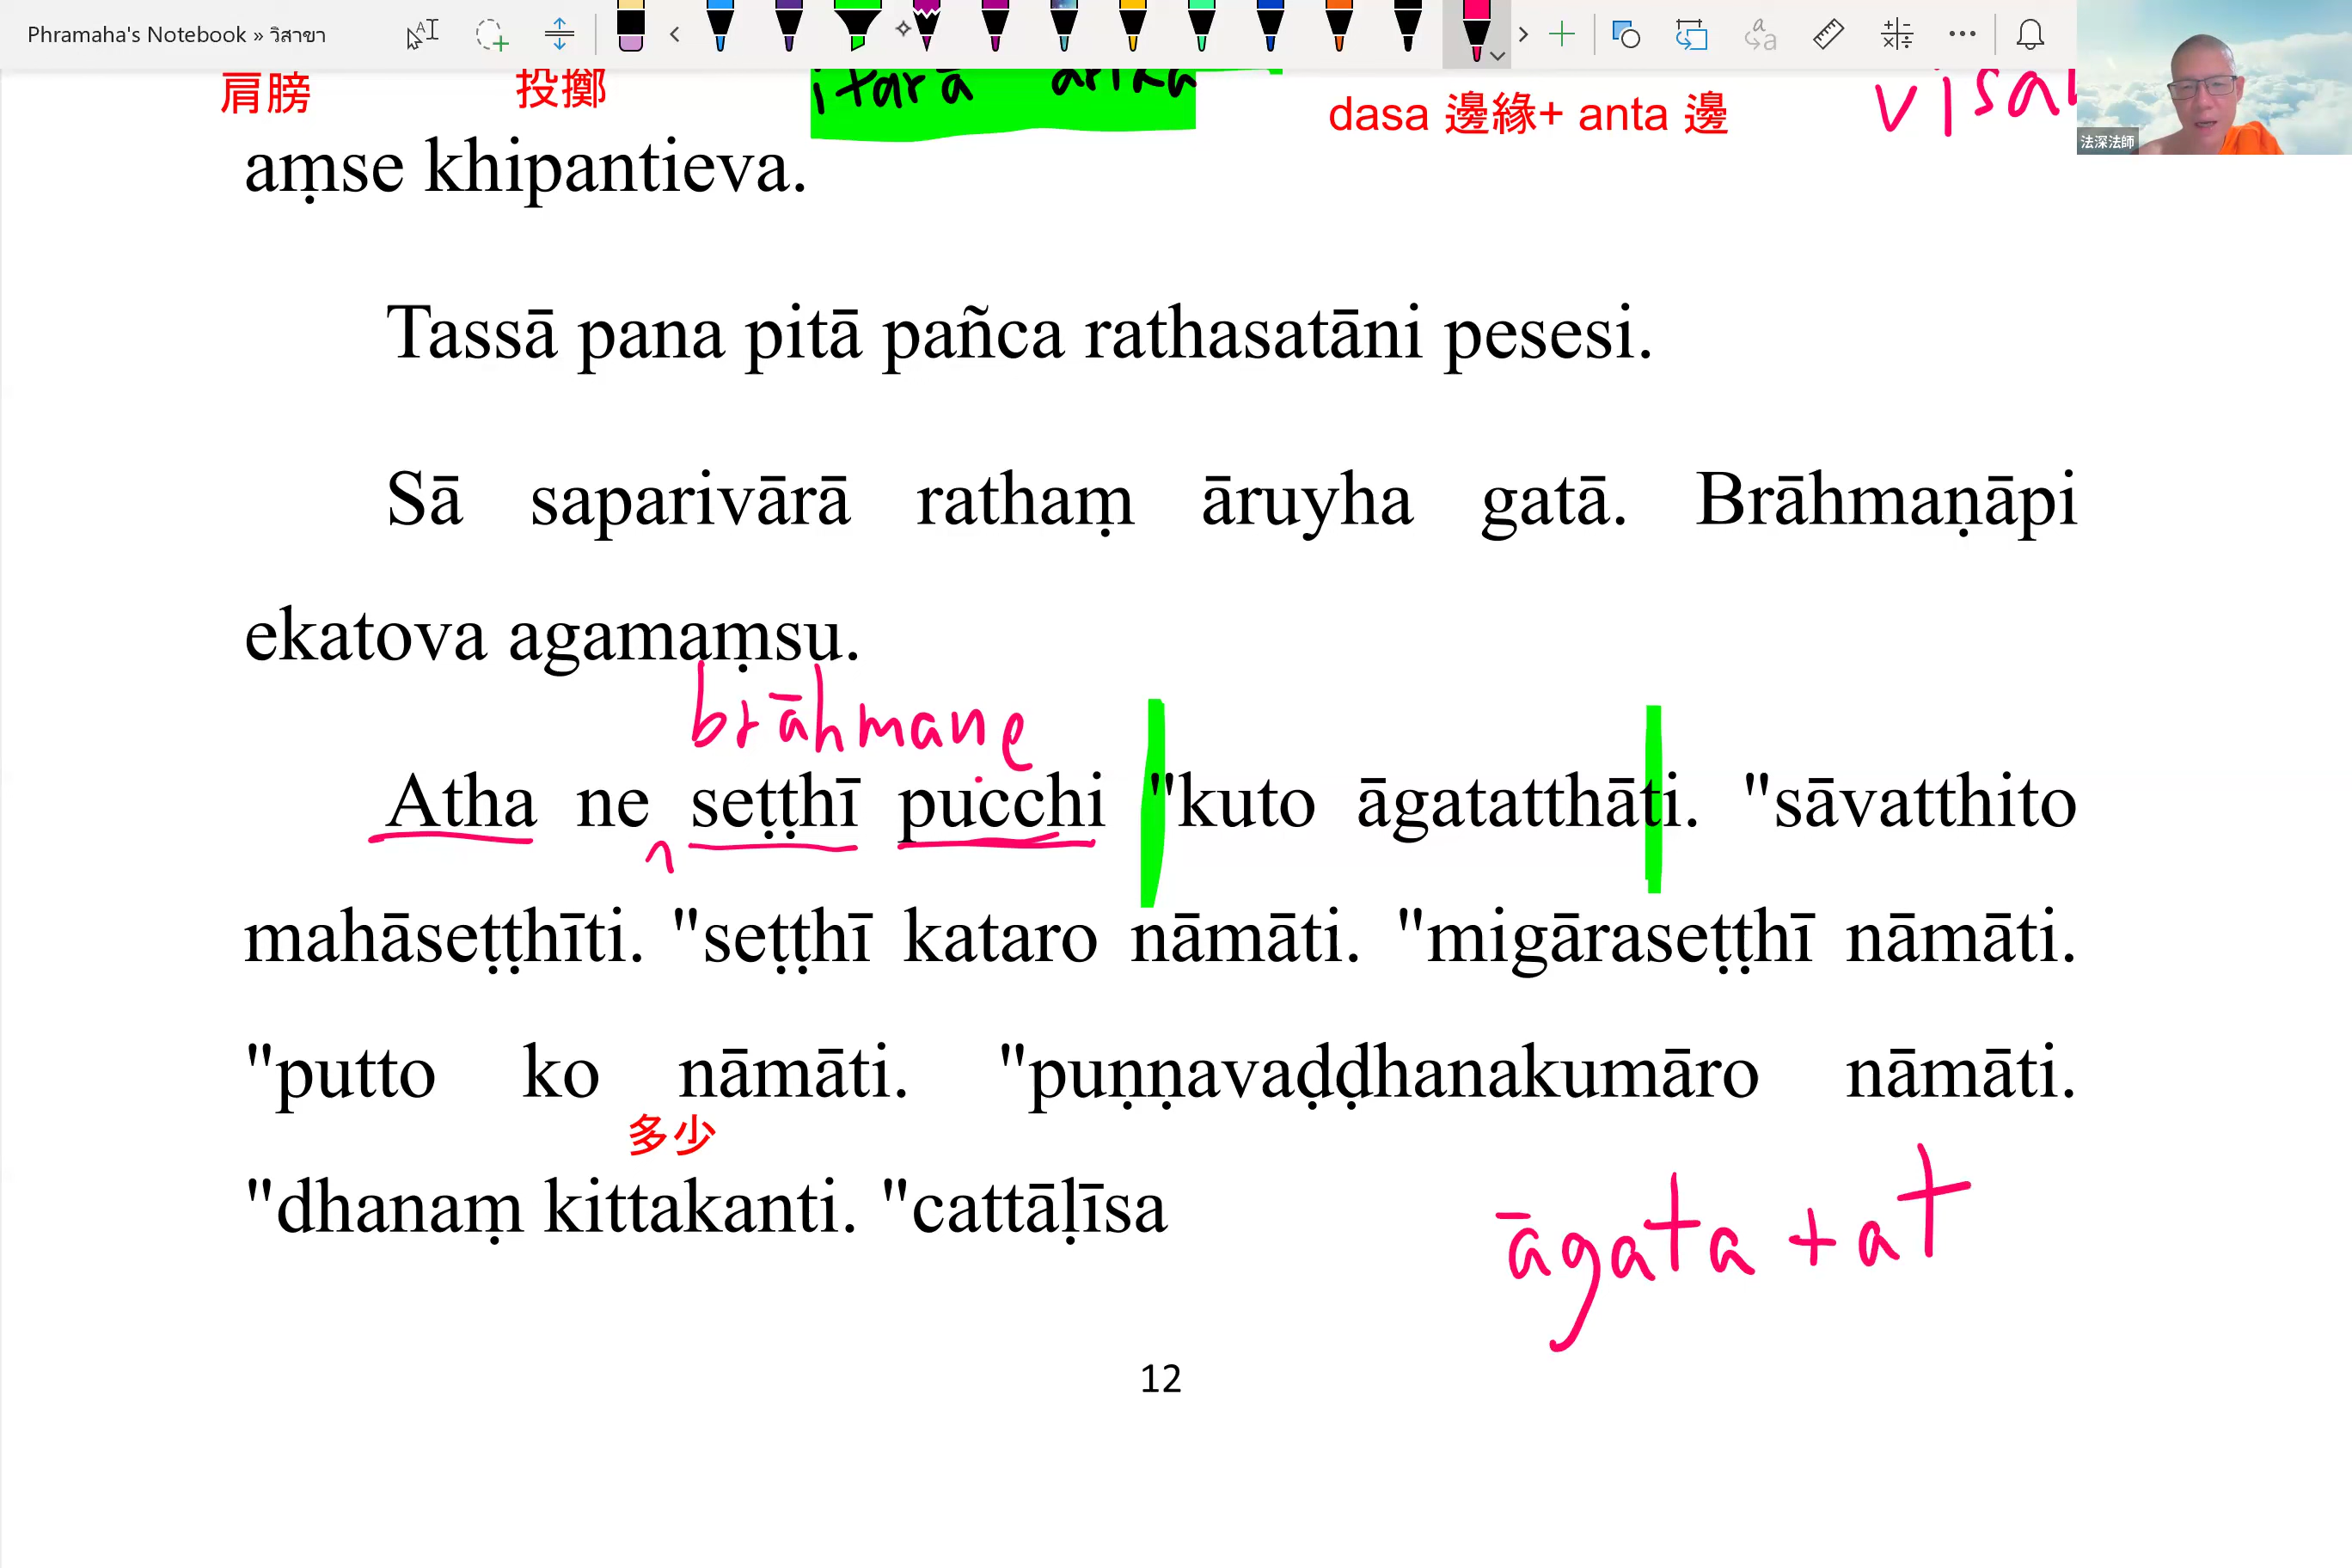 Phramaha's Notebook » วิสาขา
肩膀 投擲 itarā
dasa 邊緣+ anta 邊
法深法師
aṃse khipantieva.
Tassā pana pitā pañca rathasatāni pesesi.
Sā saparivārā rathaṃ āruyha gatā. Brāhmaṇāpi
ekatova agamaṃsu.
brāhmaṇe
Atha ne seṭṭhī pucchi "kuto āgatatthāti. "sāvatthito
mahāseṭṭhīti. "seṭṭhī kataro nāmāti. "migāraseṭṭhī nāmāti.
"putto ko nāmāti. "puṇṇavaḍḍhanakumāro nāmāti.
多少
"dhanaṃ kittakanti. "cattāḷīsa
āgata + at
12